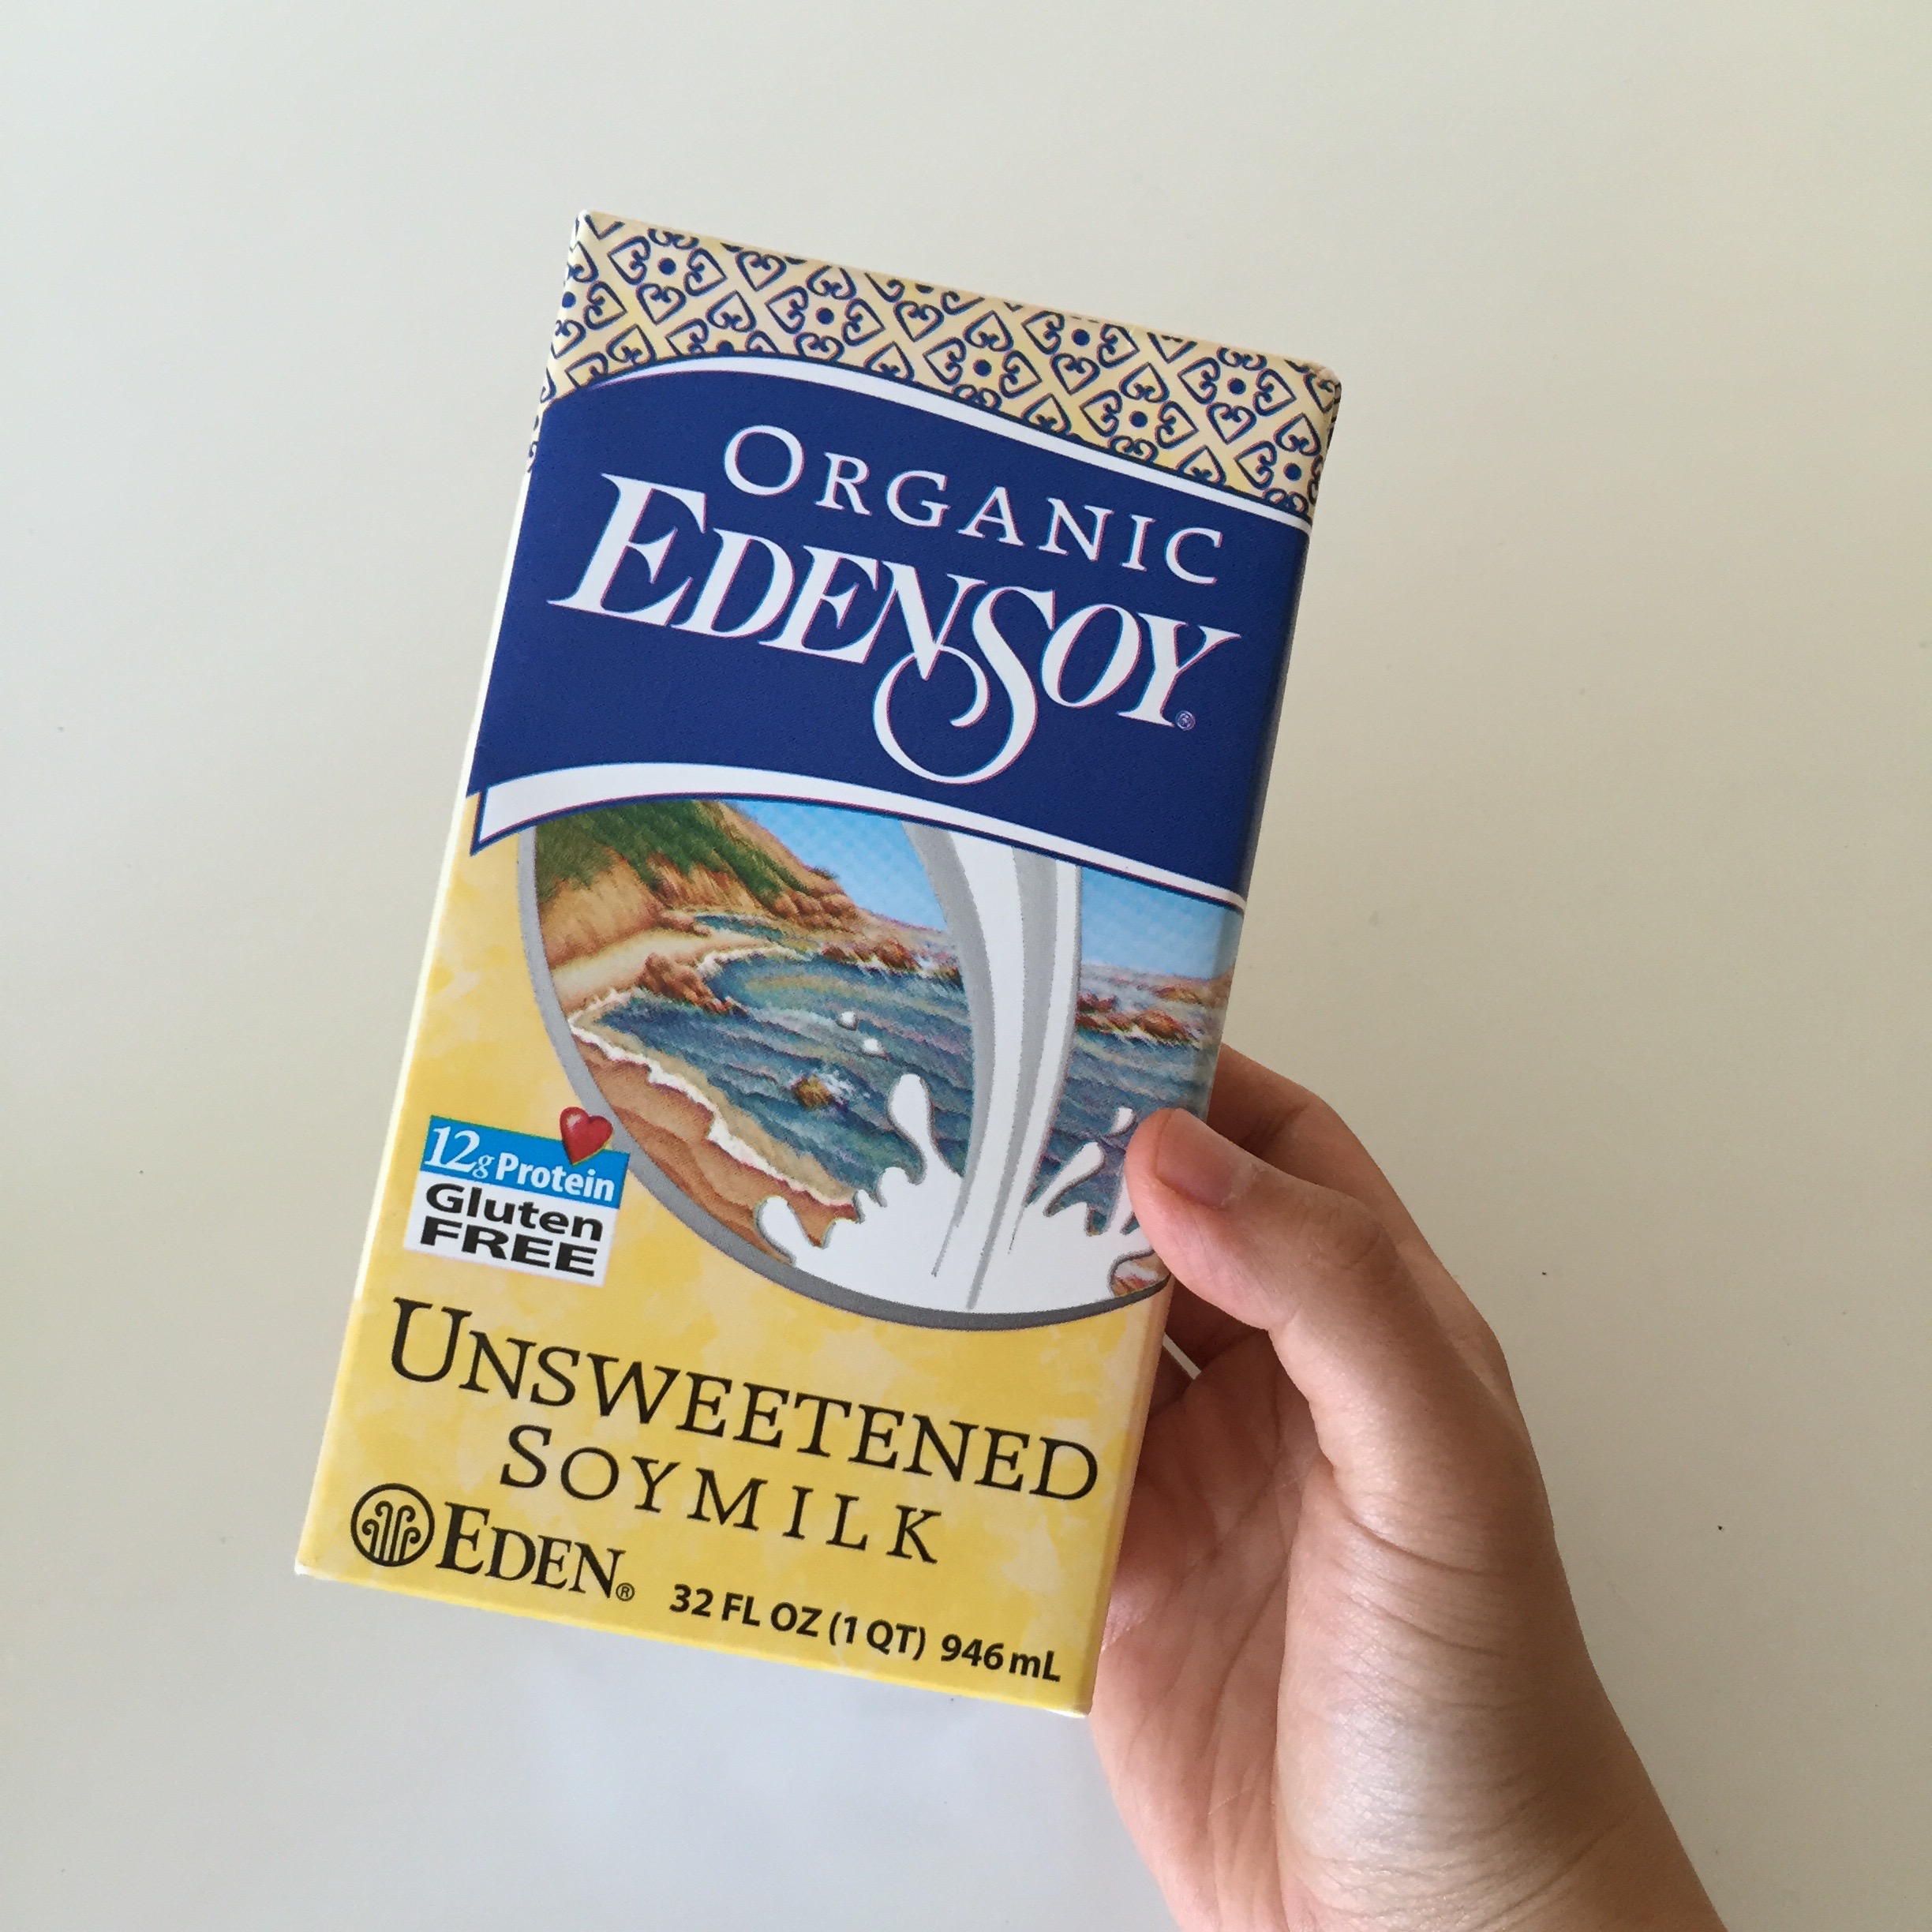 ORGANIC
EDENSOY®
12g Protein
Gluten
FREE
UNSWEETENED
SOYMILK
EDEN®
32 FL OZ (1 QT) 946 mL